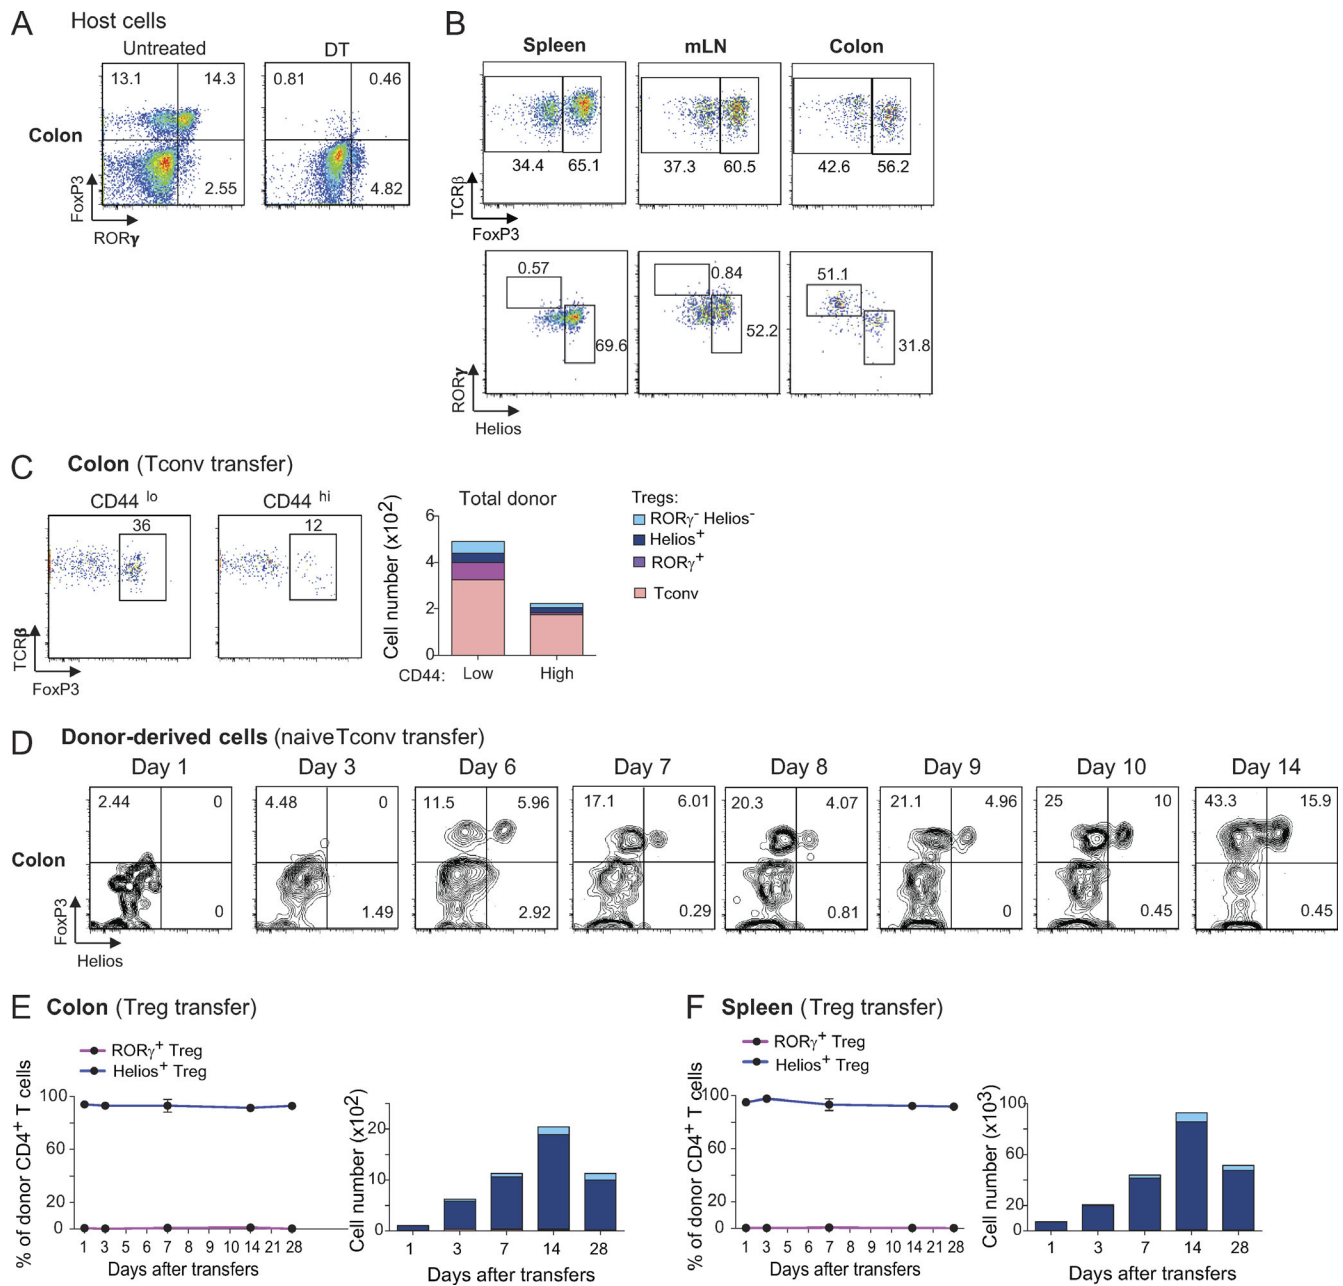 A Host cells
Untreated DT
13.1 14.3 0.81 0.46
Colon
2.55 4.82
FoxP3
RORγ
B
Spleen mLN Colon
34.4 65.1 37.3 60.5 42.6 56.2
TCRβ
FoxP3
0.57 0.84 51.1
69.6 52.2 31.8
RORγ
Helios
C Colon (Tconv transfer)
CD44 lo CD44 hi
36 12
TCRβ
FoxP3
Total donor
Cell number (x10²)
6
4
2
0
CD44: Low High
Tregs:
RORγ⁻ Helios⁻
Helios⁺
RORγ⁺
Tconv
D Donor-derived cells (naive Tconv transfer)
Day 1 Day 3 Day 6 Day 7 Day 8 Day 9 Day 10 Day 14
2.44 0 4.48 0 11.5 5.96 17.1 6.01 20.3 4.07 21.1 4.96 25 10 43.3 15.9
Colon
0 1.49 2.92 0.29 0.81 0 0.45 0.45
FoxP3
Helios
E Colon (Treg transfer)
RORγ⁺ Treg
Helios⁺ Treg
% of donor CD4⁺ T cells
100
60
20
0
1 3 5 6 7 8 9 10 14 21 28
Days after transfers
Cell number (x10²)
20
10
0
1 3 7 14 28
Days after transfers
F Spleen (Treg transfer)
RORγ⁺ Treg
Helios⁺ Treg
% of donor CD4⁺ T cells
100
60
20
0
1 3 5 6 7 8 9 10 14 21 28
Days after transfers
Cell number (x10³)
100
60
20
0
1 3 7 14 28
Days after transfers